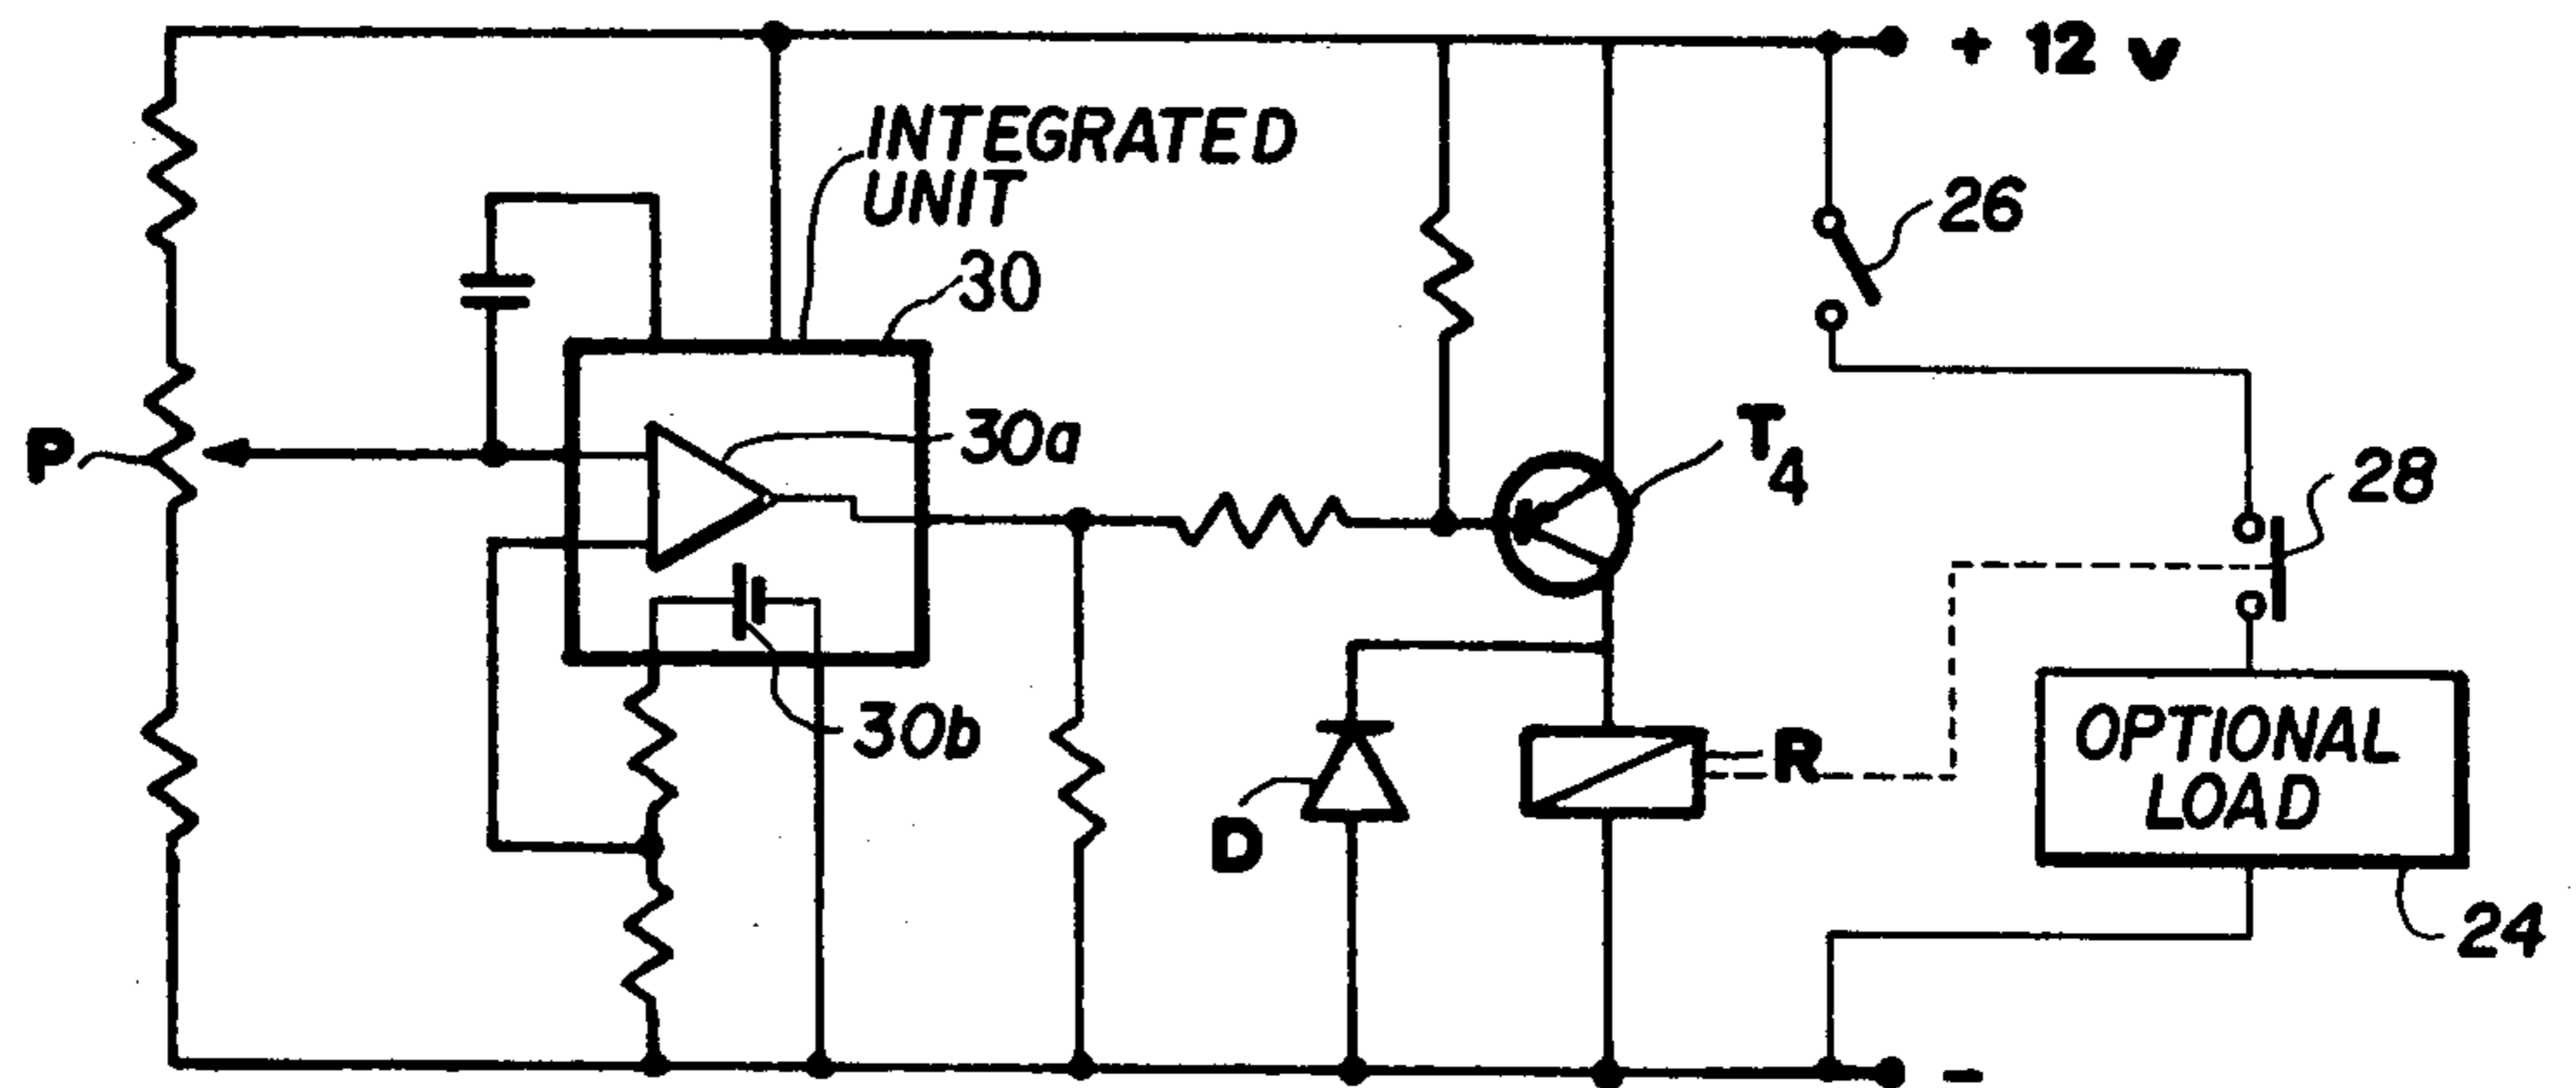 + 12 v
INTEGRATED
UNIT
30
26
30a
P
T4
28
30b
R
D
OPTIONAL
LOAD
24
-